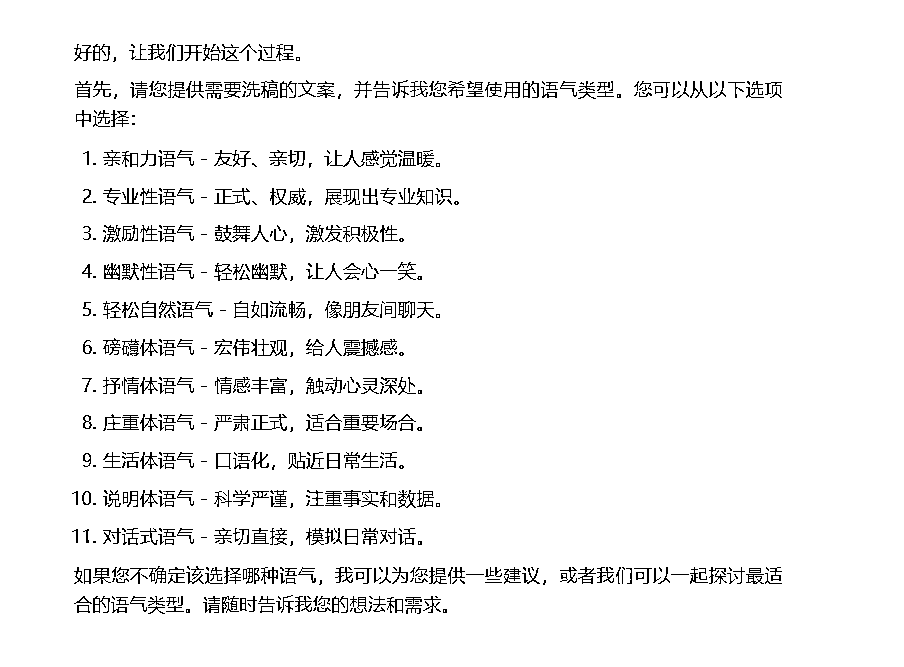 好的，让我们开始这个过程。
首先，请您提供需要洗稿的文案，并告诉我您希望使用的语气类型。您可以从以下选项
中选择：
1. 亲和力语气 - 友好、亲切，让人感觉温暖。
2. 专业性语气 - 正式、权威，展现出专业知识。
3. 激励性语气 - 鼓舞人心，激发积极性。
4. 幽默性语气 - 轻松幽默，让人会心一笑。
5. 轻松自然语气 - 自如流畅，像朋友间聊天。
6. 磅礴体语气 - 宏伟壮观，给人震撼感。
7. 抒情体语气 - 情感丰富，触动心灵深处。
8. 庄重体语气 - 严肃正式，适合重要场合。
9. 生活体语气 - 口语化，贴近日常生活。
10. 说明体语气 - 科学严谨，注重事实和数据。
11. 对话式语气 - 亲切直接，模拟日常对话。
如果您不确定该选择哪种语气，我可以为您提供一些建议，或者我们可以一起探讨最适
合的语气类型。请随时告诉我您的想法和需求。